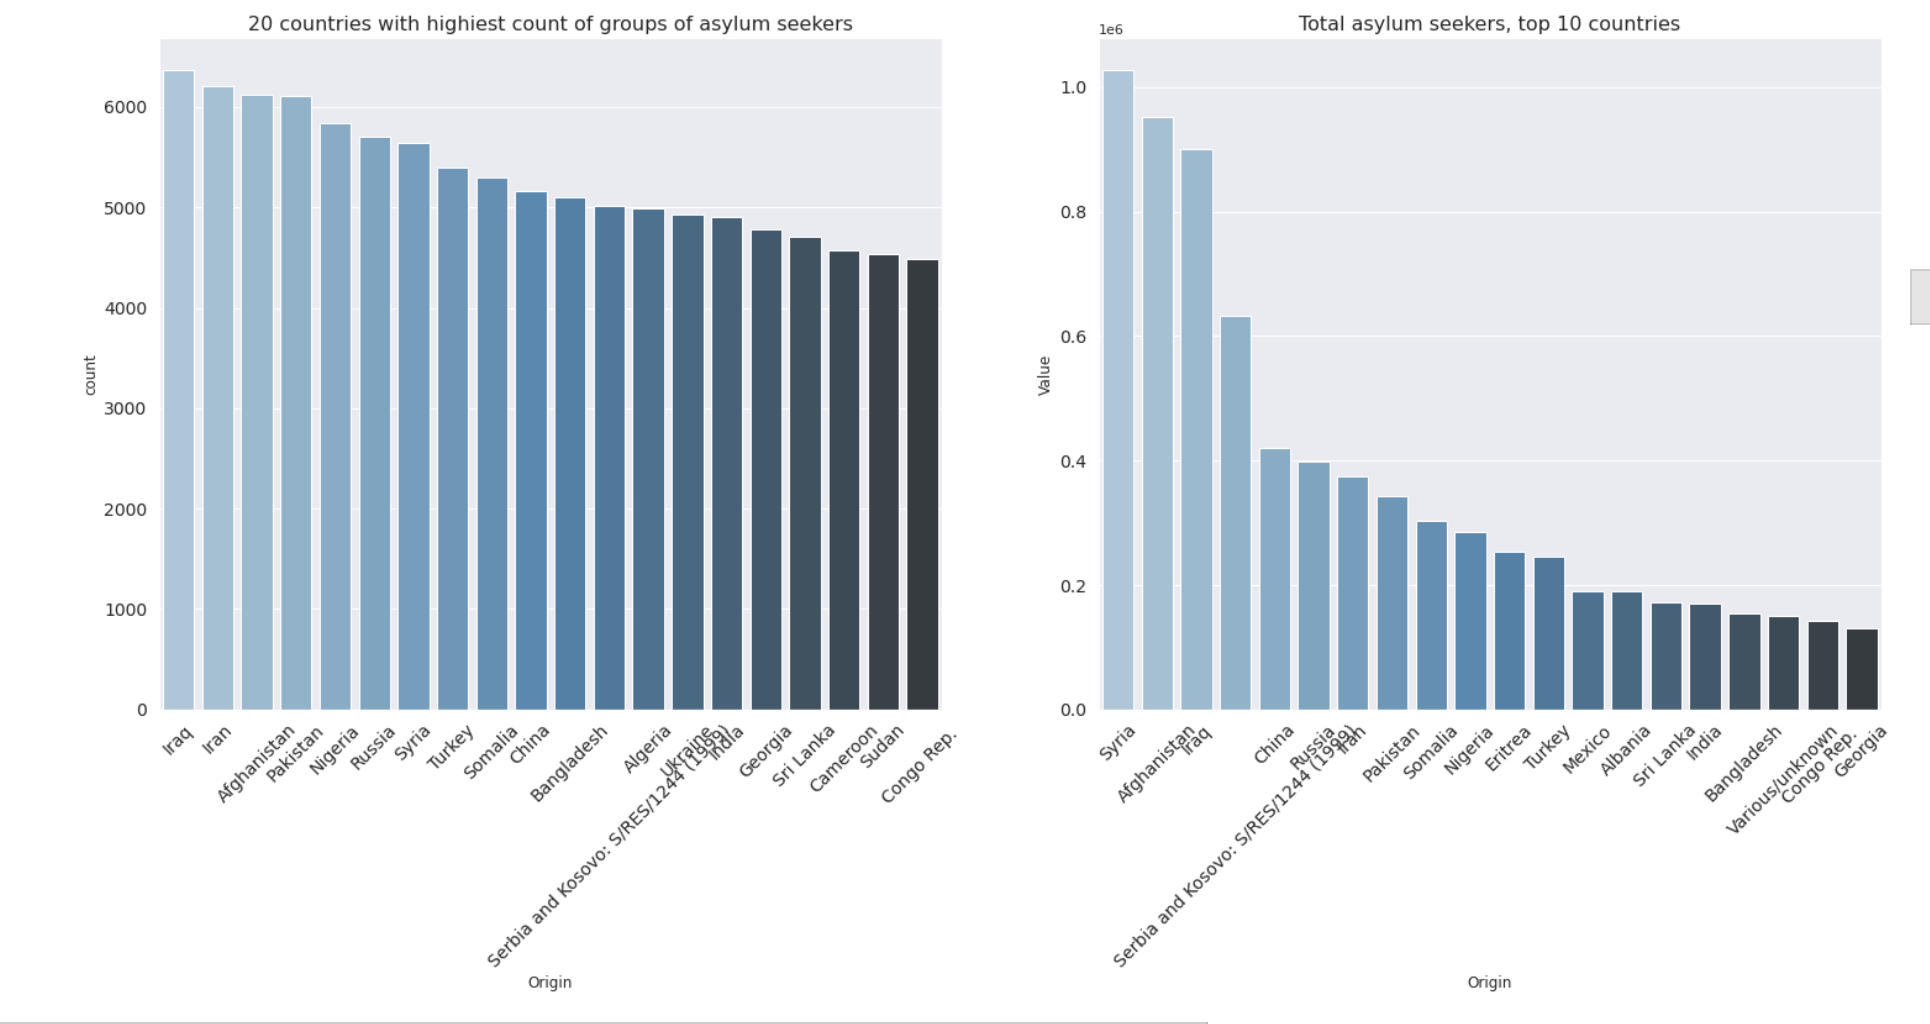 20 countries with highiest count of groups of asylum seekers
6000
5000
4000
3000
2000
1000
0
count
Iraq
Iran
Afghanistan
Pakistan
Nigeria
Russia
Syria
Turkey
Somalia
China
Bangladesh
Serbia and Kosovo: S/RES/1244 (1999)
Algeria
Ukraine
India
Georgia
Sri Lanka
Cameroon
Sudan
Congo Rep.
Origin
Total asylum seekers, top 10 countries
1e6
1.0
0.8
0.6
0.4
0.2
0.0
Value
Syria
Afghanistan
Iraq
Serbia and Kosovo: S/RES/1244 (1999)
China
Russia
Iran
Pakistan
Somalia
Nigeria
Eritrea
Turkey
Mexico
Albania
Sri Lanka
India
Bangladesh
Various/unknown
Congo Rep.
Georgia
Origin